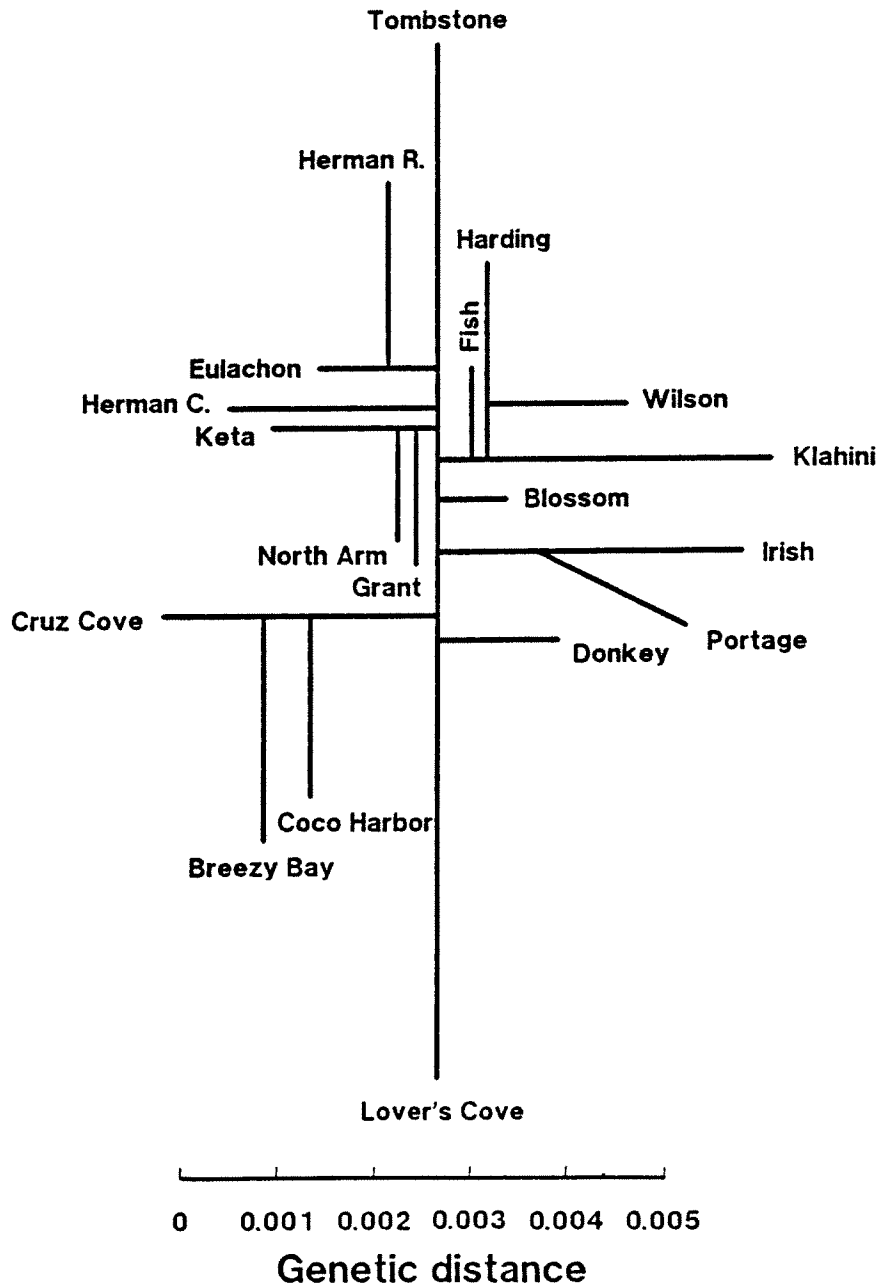 Tombstone
Herman R.
Harding
Fish
Eulachon
Herman C.
Wilson
Keta
Klahini
Blossom
North Arm
Irish
Grant
Cruz Cove
Portage
Donkey
Coco Harbor
Breezy Bay
Lover's Cove
0 0.001 0.002 0.003 0.004 0.005
Genetic distance